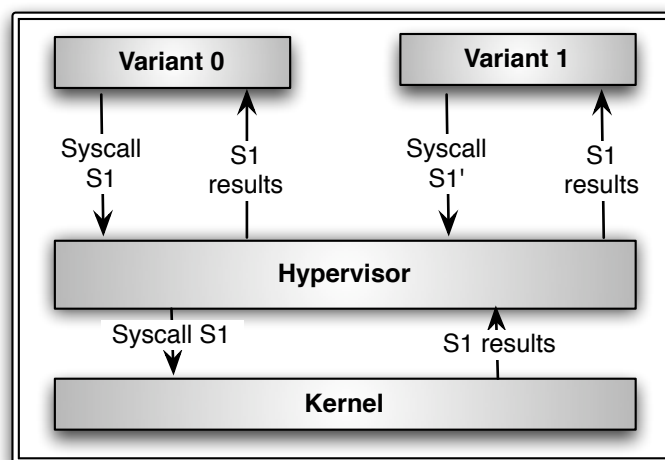 Variant 0
Variant 1
Syscall
S1
S1
results
Syscall
S1'
S1
results
Hypervisor
Syscall S1
S1 results
Kernel